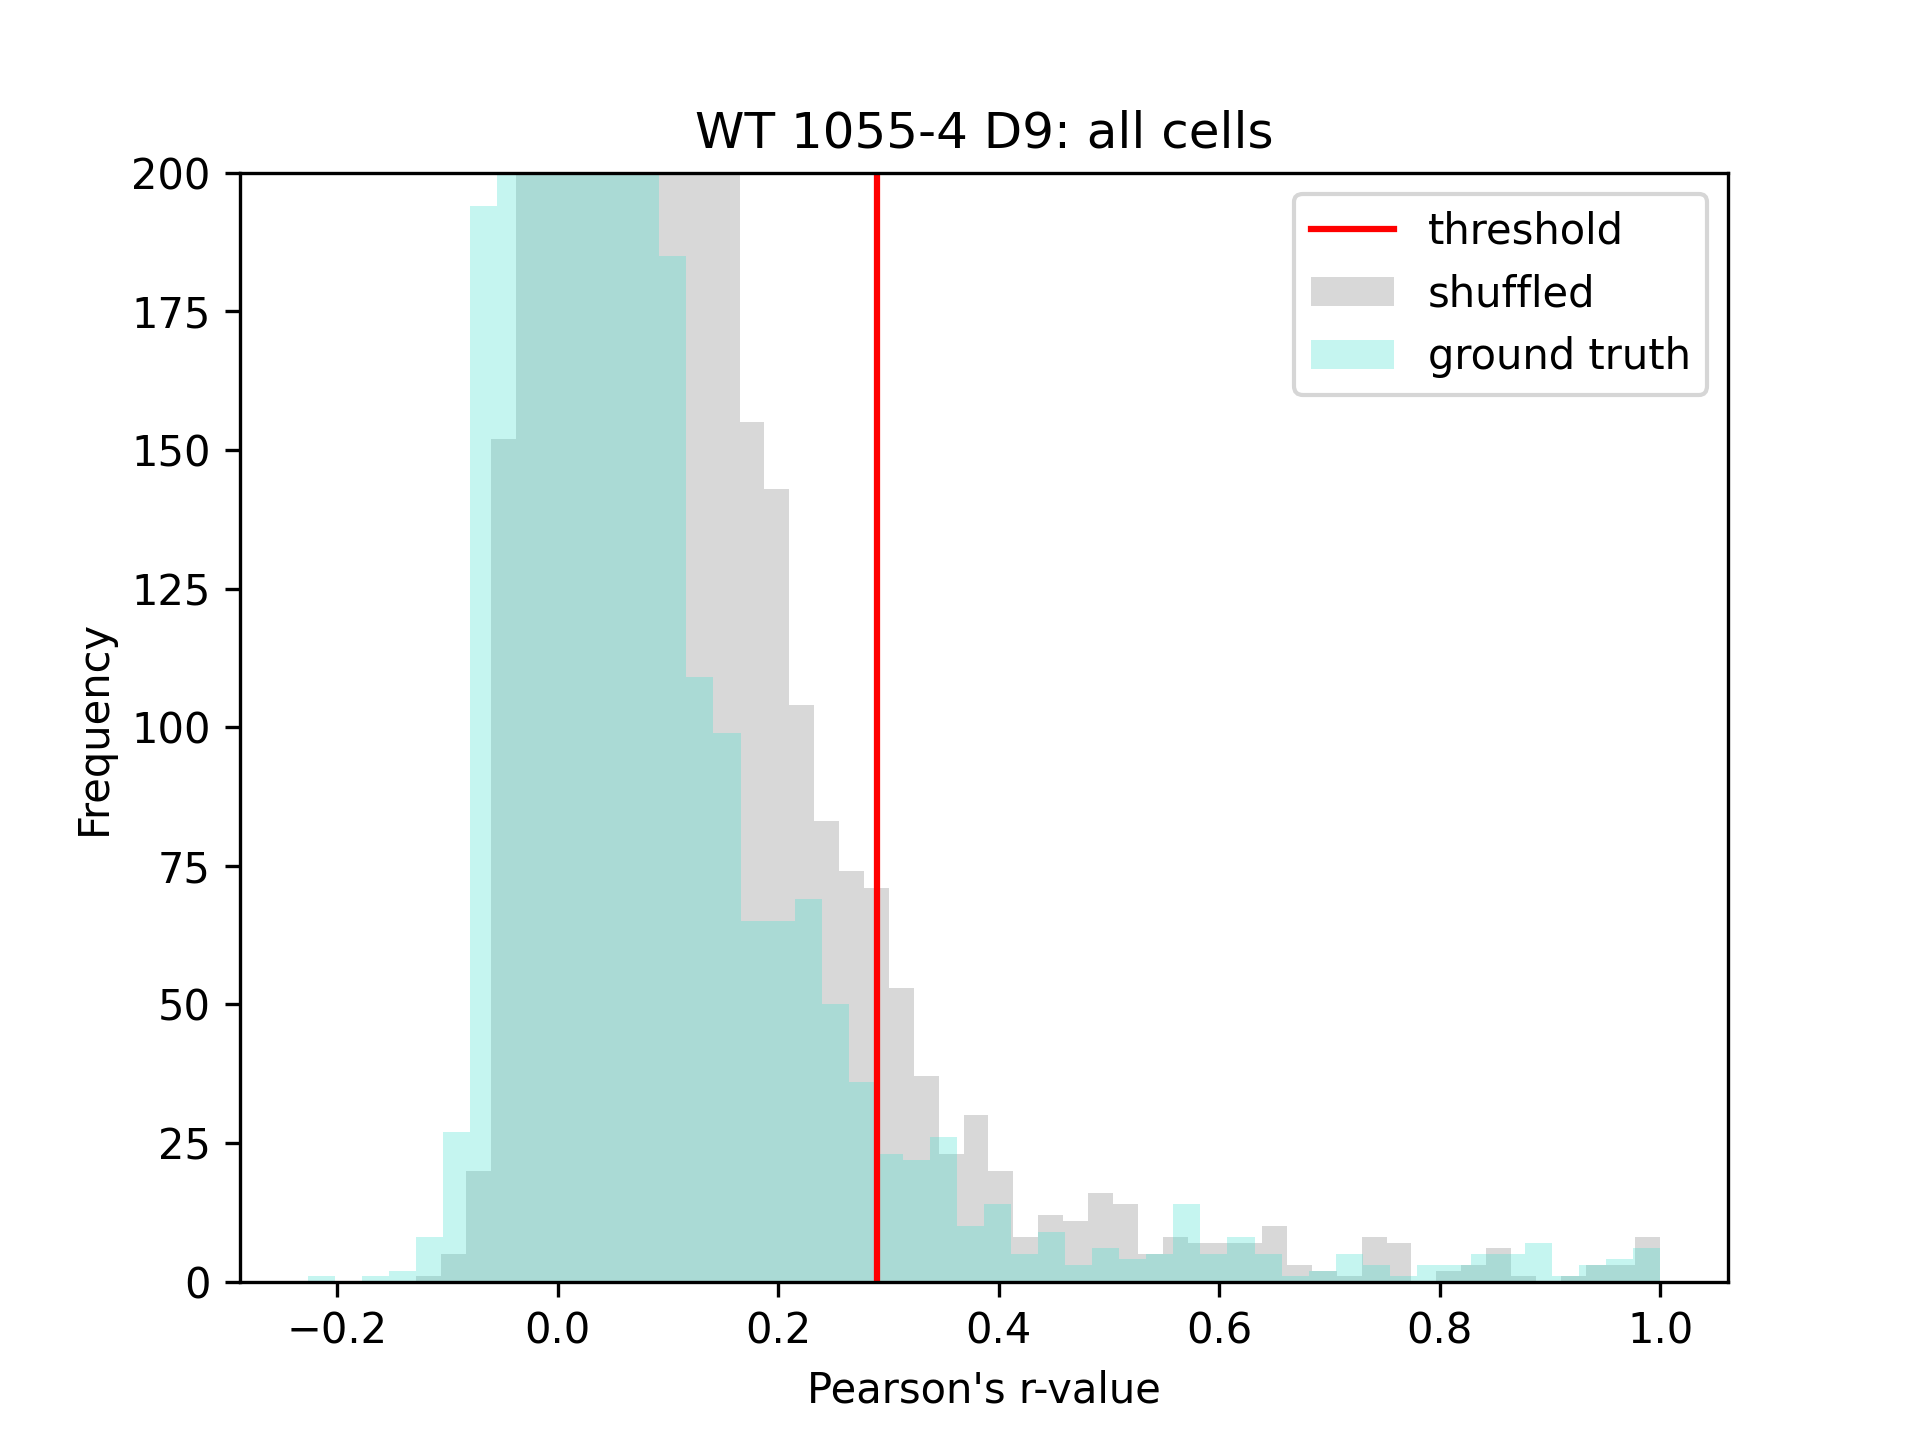 WT 1055-4 D9: all cells
200
175
150
125
100
75
50
25
0
Frequency
threshold
shuffled
ground truth
−0.2 0.0 0.2 0.4 0.6 0.8 1.0
Pearson's r-value